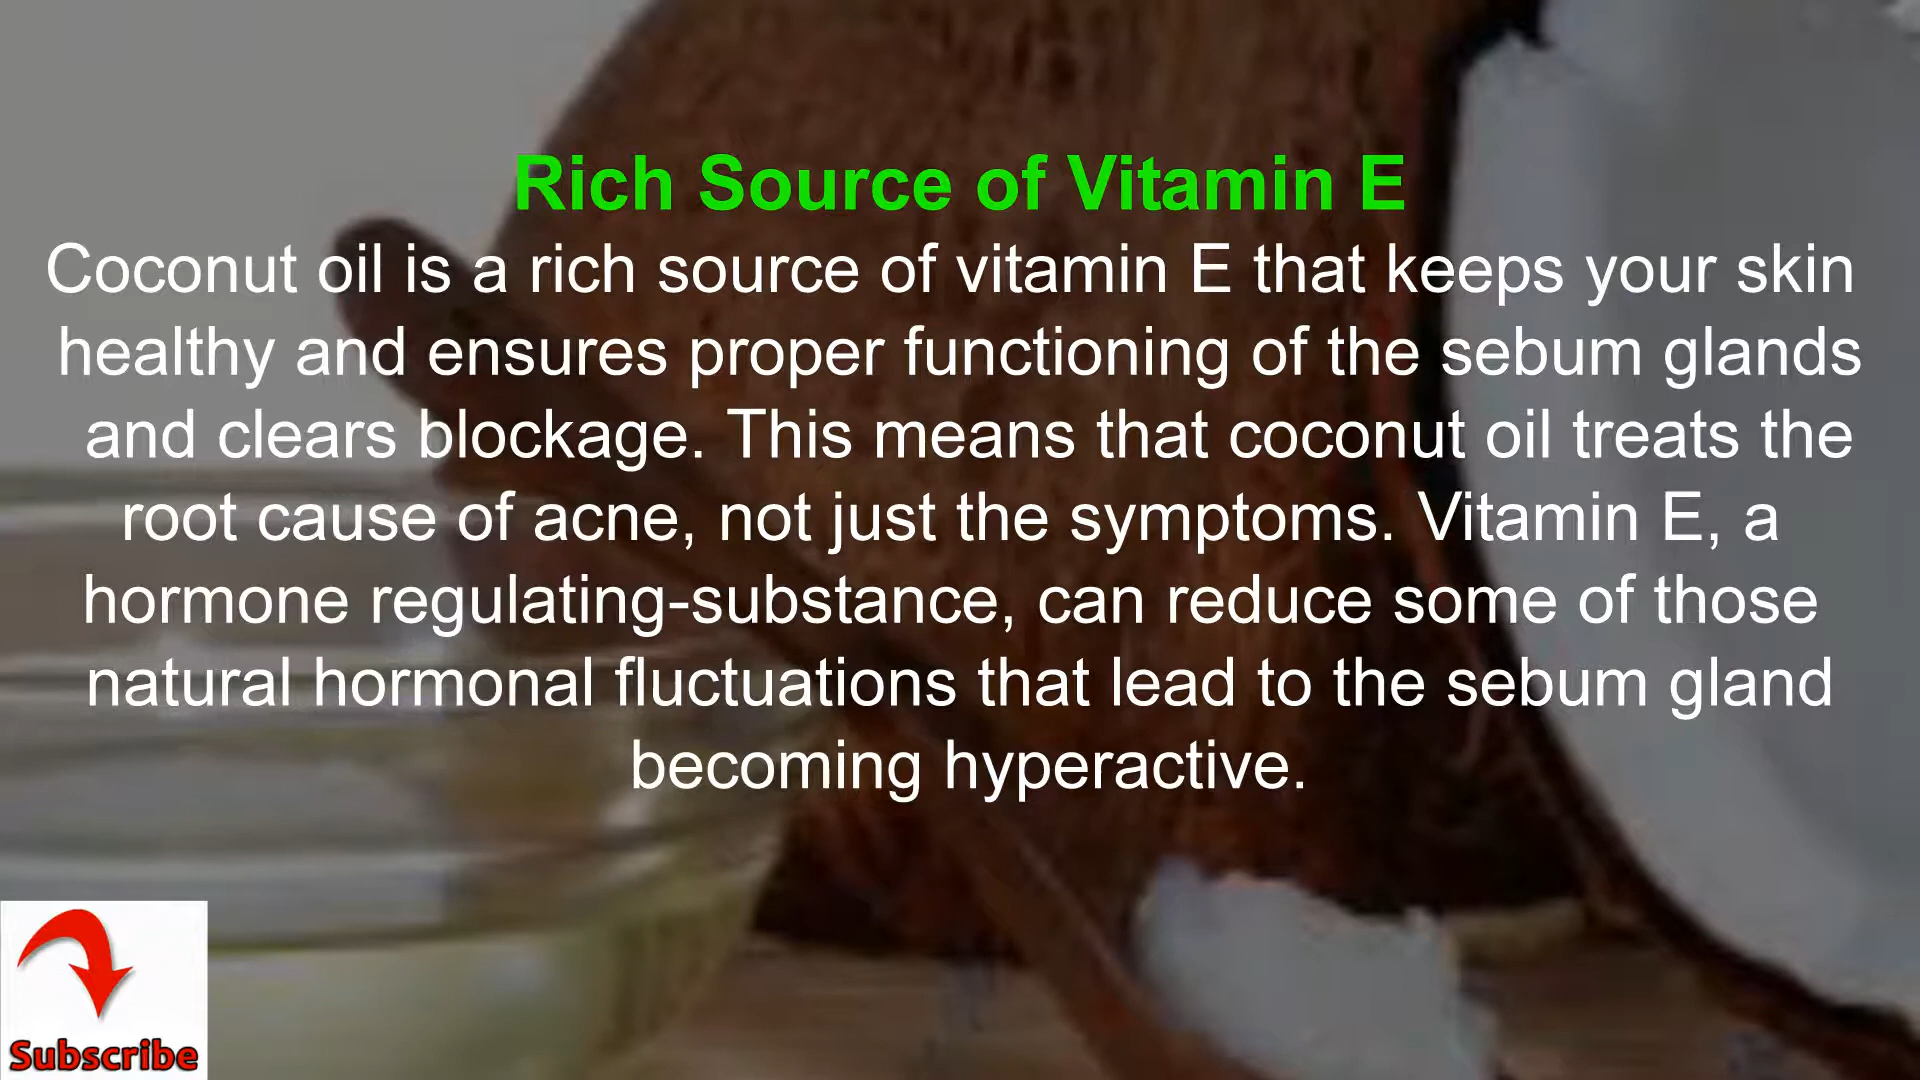 Rich Source of Vitamin E
Coconut oil is a rich source of vitamin E that keeps your skin
healthy and ensures proper functioning of the sebum glands
and clears blockage. This means that coconut oil treats the
root cause of acne, not just the symptoms. Vitamin E, a
hormone regulating-substance, can reduce some of those
natural hormonal fluctuations that lead to the sebum gland
becoming hyperactive.
Subscribe